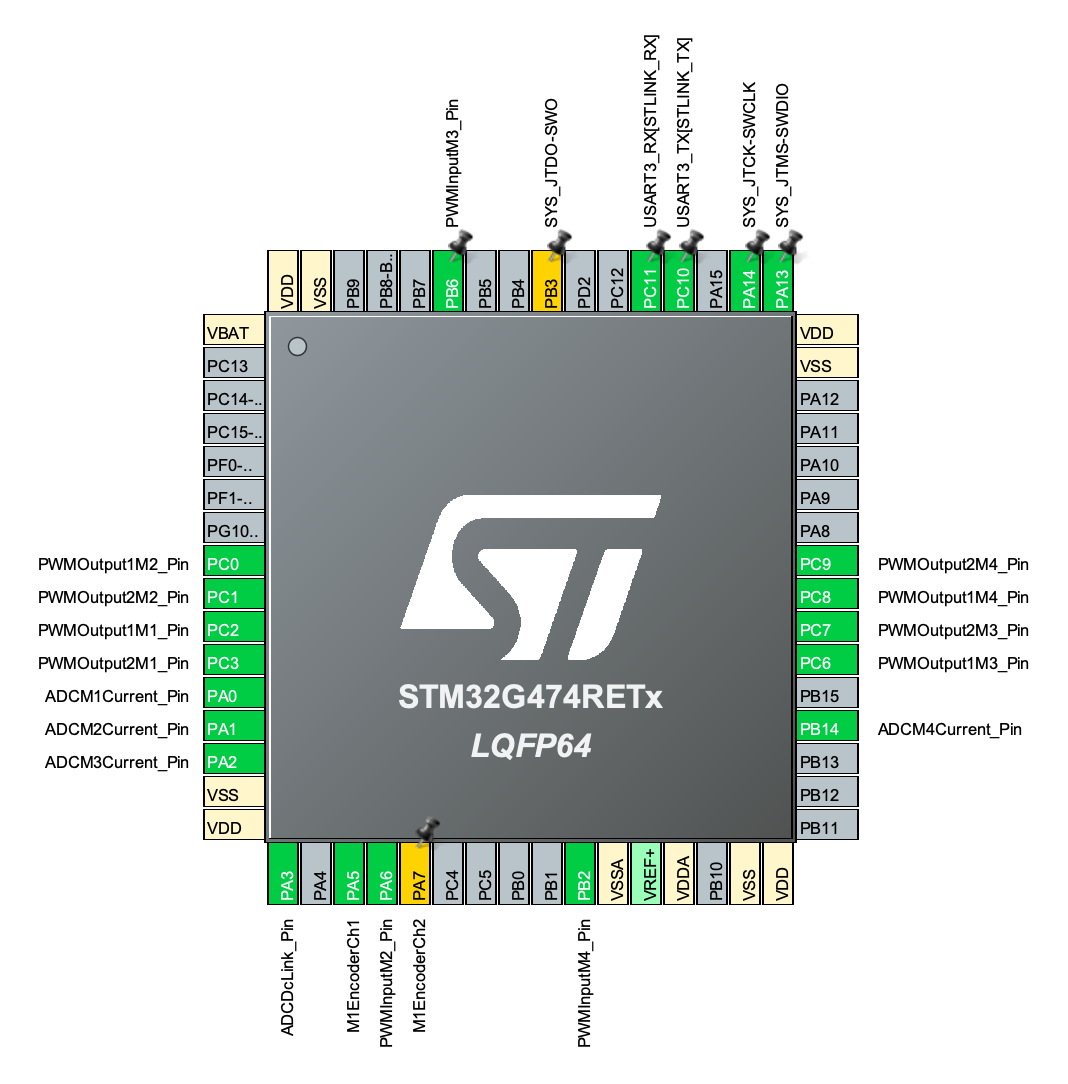 PWMInputM3_Pin
SYS_JTDO-SWO
USART3_RX[STLINK_RX]
USART3_TX[STLINK_TX]
SYS_JTCK-SWCLK
SYS_JTMS-SWDIO
VDD
VSS
PB9
PB8-B..
PB7
PB6
PB5
PB4
PB3
PD2
PC12
PC11
PC10
PA15
PA14
PA13
VBAT
PC13
PC14-..
PC15-..
PF0-..
PF1-..
PG10..
PWMOutput1M2_Pin PC0
PWMOutput2M2_Pin PC1
PWMOutput1M1_Pin PC2
PWMOutput2M1_Pin PC3
ADCM1Current_Pin PA0
ADCM2Current_Pin PA1
ADCM3Current_Pin PA2
VSS
VDD
ST
STM32G474RETx
LQFP64
VDD
VSS
PA12
PA11
PA10
PA9
PA8
PC9 PWMOutput2M4_Pin
PC8 PWMOutput1M4_Pin
PC7 PWMOutput2M3_Pin
PC6 PWMOutput1M3_Pin
PB15
PB14 ADCM4Current_Pin
PB13
PB12
PB11
PA3
PA4
PA5
PA6
PA7
PC4
PC5
PB0
PB1
PB2
VSSA
VREF+
VDDA
PB10
VSS
VDD
ADCDcLink_Pin
M1EncoderCh1
PWMInputM2_Pin
M1EncoderCh2
PWMInputM4_Pin